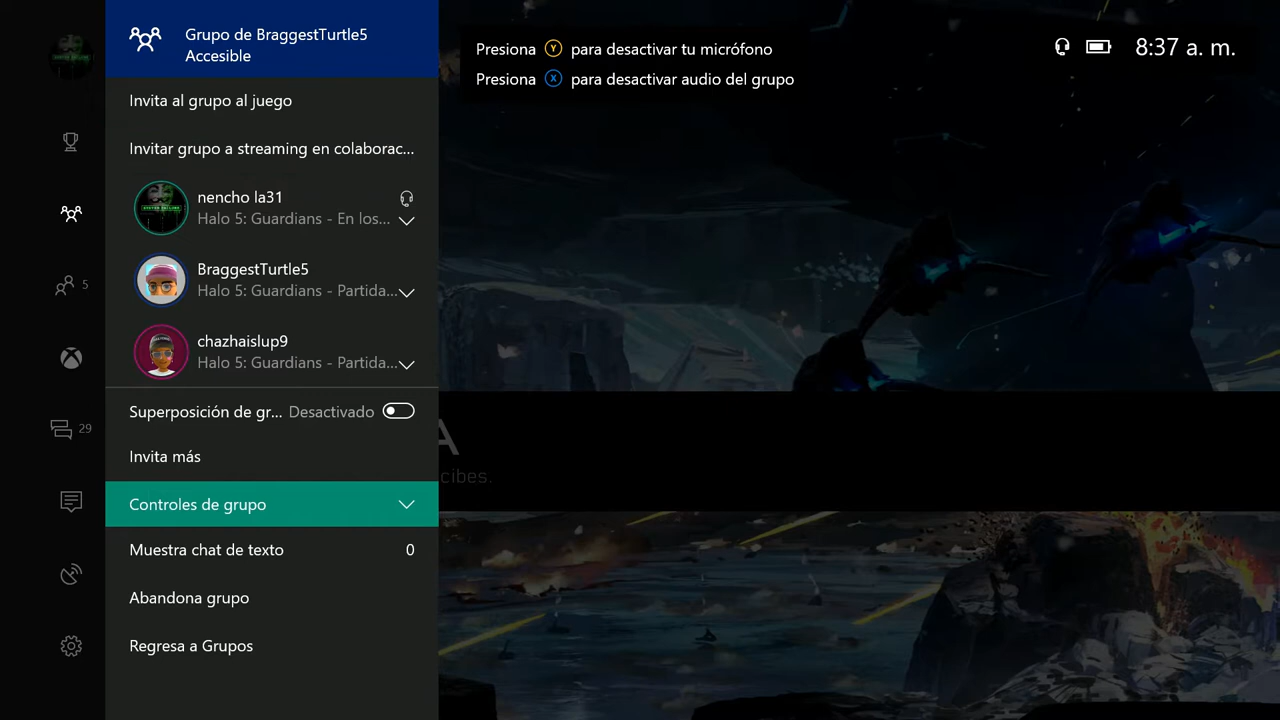 Grupo de BraggestTurtle5
Accesible
Presiona Y para desactivar tu micrófono
Presiona X para desactivar audio del grupo
8:37 a. m.
Invita al grupo al juego
Invitar grupo a streaming en colaborac...
nencho la31
Halo 5: Guardians - En los...
BraggestTurtle5
Halo 5: Guardians - Partida...
5
chazhaislup9
Halo 5: Guardians - Partida...
Superposición de gr... Desactivado
29
A
cibes.
Invita más
Controles de grupo
Muestra chat de texto 0
Abandona grupo
Regresa a Grupos